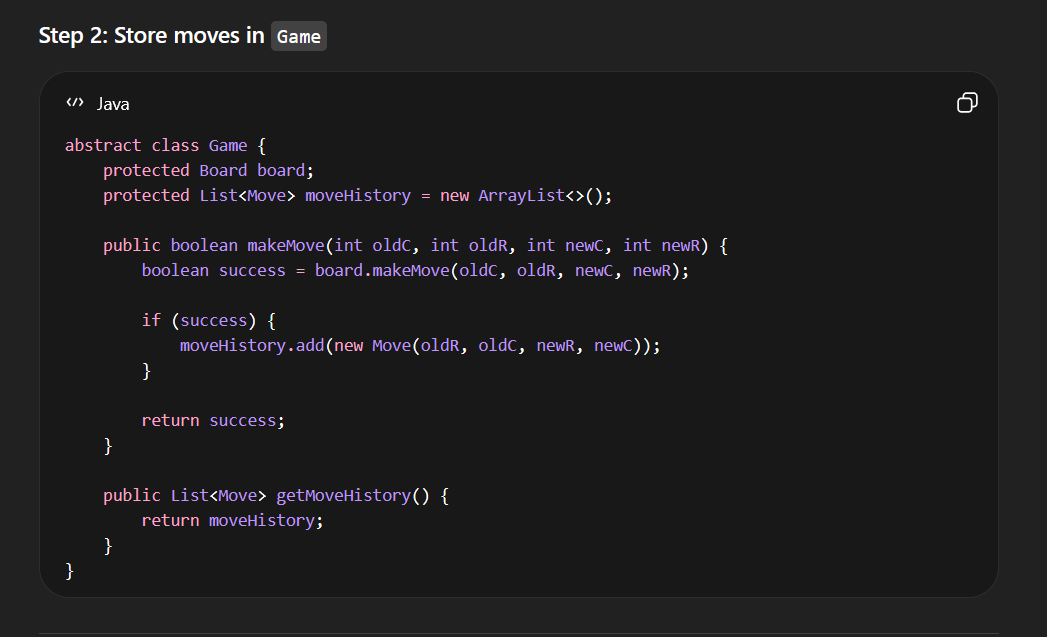 Step 2: Store moves in Game
Java
abstract class Game {
    protected Board board;
    protected List<Move> moveHistory = new ArrayList<>();

    public boolean makeMove(int oldC, int oldR, int newC, int newR) {
        boolean success = board.makeMove(oldC, oldR, newC, newR);

        if (success) {
            moveHistory.add(new Move(oldR, oldC, newR, newC));
        }

        return success;
    }

    public List<Move> getMoveHistory() {
        return moveHistory;
    }
}